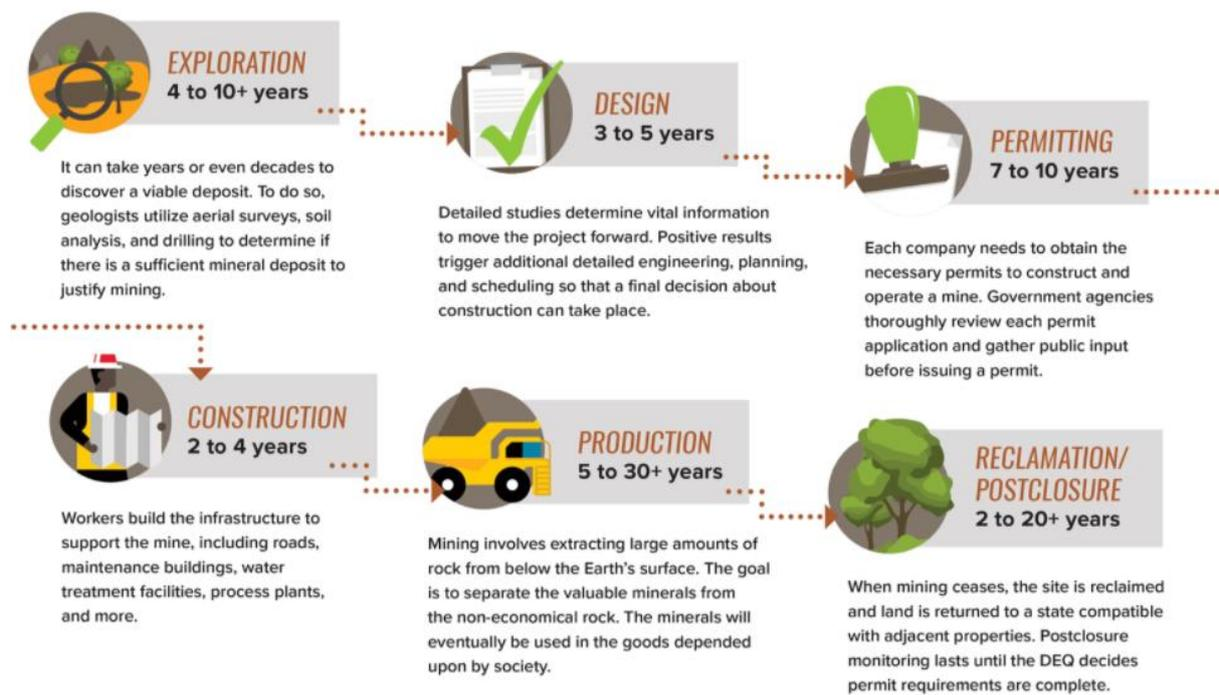 EXPLORATION
4 to 10+ years
It can take years or even decades to
discover a viable deposit. To do so,
geologists utilize aerial surveys, soil
analysis, and drilling to determine if
there is a sufficient mineral deposit to
justify mining.
DESIGN
3 to 5 years
Detailed studies determine vital information
to move the project forward. Positive results
trigger additional detailed engineering, planning,
and scheduling so that a final decision about
construction can take place.
PERMITTING
7 to 10 years
Each company needs to obtain the
necessary permits to construct and
operate a mine. Government agencies
thoroughly review each permit
application and gather public input
before issuing a permit.
CONSTRUCTION
2 to 4 years
Workers build the infrastructure to
support the mine, including roads,
maintenance buildings, water
treatment facilities, process plants,
and more.
PRODUCTION
5 to 30+ years
Mining involves extracting large amounts of
rock from below the Earth's surface. The goal
is to separate the valuable minerals from
the non-economical rock. The minerals will
eventually be used in the goods depended
upon by society.
RECLAMATION/
POSTCLOSURE
2 to 20+ years
When mining ceases, the site is reclaimed
and land is returned to a state compatible
with adjacent properties. Postclosure
monitoring lasts until the DEQ decides
permit requirements are complete.